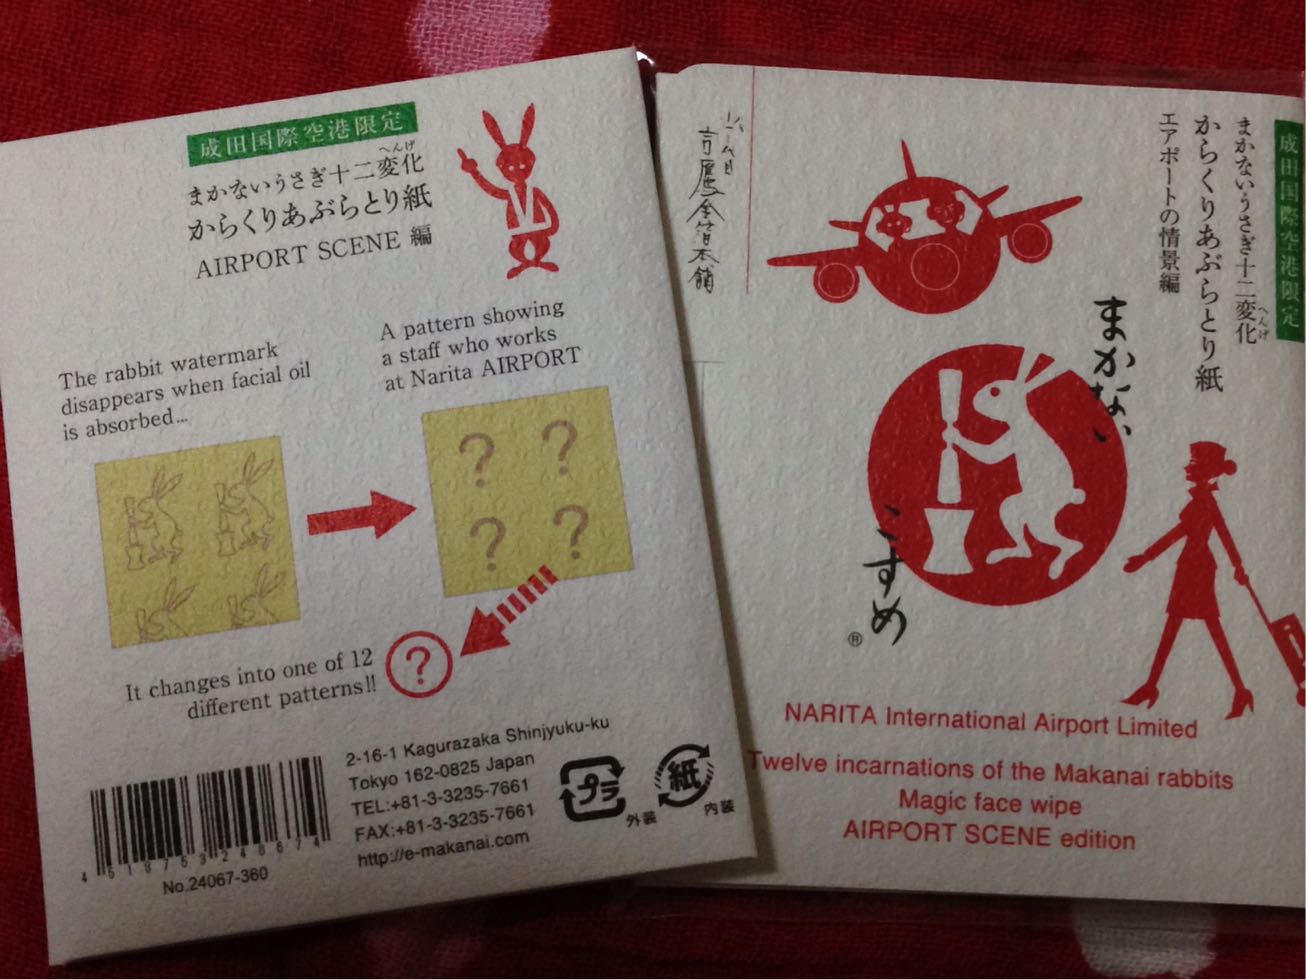 成田国際空港限定
へんげ
まかないうさぎ十二変化
からくりあぶらとり紙
AIRPORT SCENE 編
The rabbit watermark
disappears when facial oil
is absorbed...
A pattern showing
a staff who works
at Narita AIRPORT
? ?
? ?
It changes into one of 12
different patterns!!
?
4 518753 248674
No.24067-360
2-16-1 Kagurazaka Shinjyuku-ku
Tokyo 162-0825 Japan
TEL:+81-3-3235-7661
FAX:+81-3-3235-7661
http://e-makanai.com
プラ
外装
紙
内装
成田国際空港限定
まかないうさぎ十二変化
へんげ
からくりあぶらとり紙
エアポートの情景編
まかない
こすめ
®
NARITA International Airport Limited
Twelve incarnations of the Makanai rabbits
Magic face wipe
AIRPORT SCENE edition